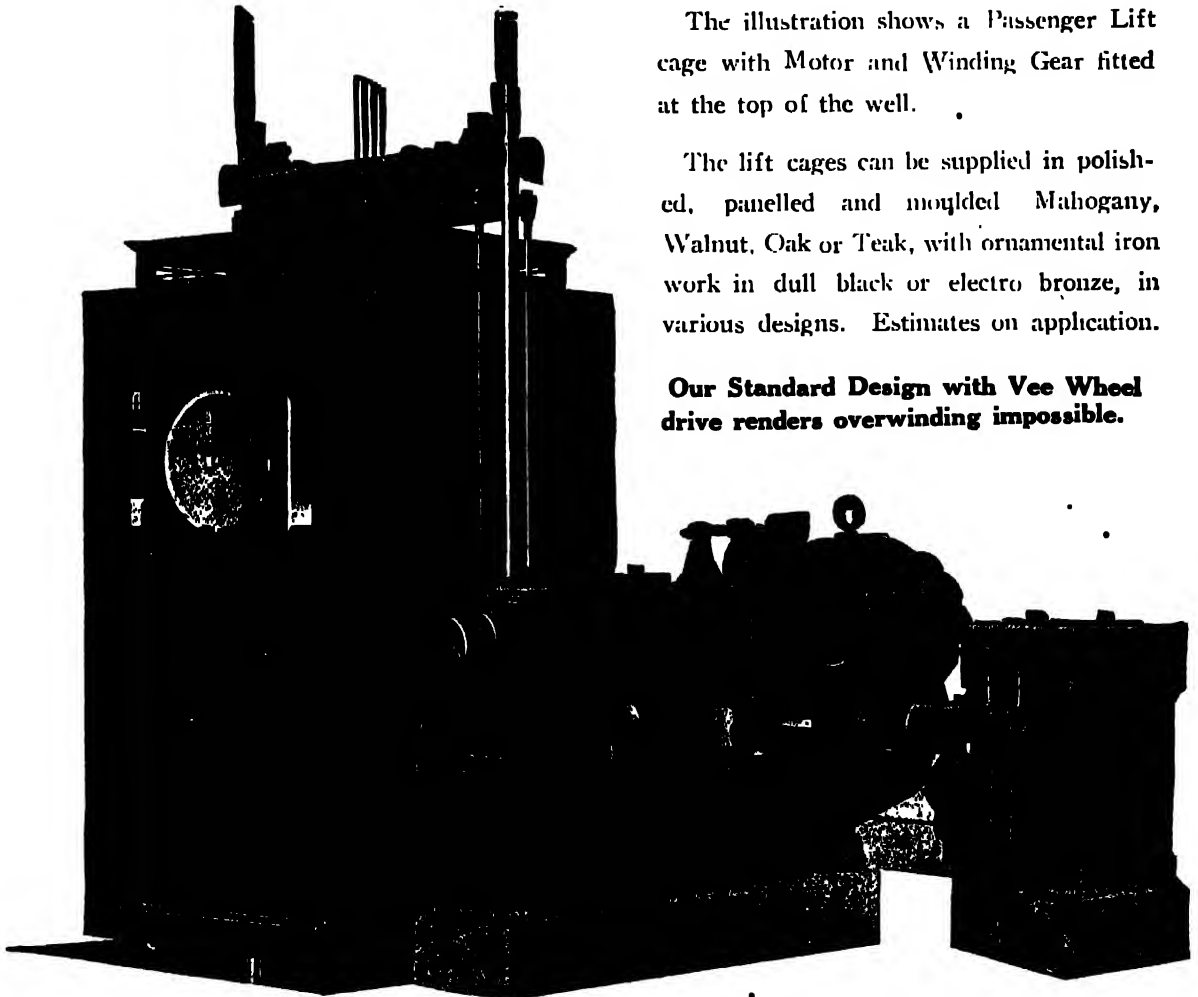 The illustration shows a Passenger Lift
cage with Motor and Winding Gear fitted
at the top of the well.
The lift cages can be supplied in polish-
ed, panelled and moulded Mahogany,
Walnut, Oak or Teak, with ornamental iron
work in dull black or electro bronze, in
various designs. Estimates on application.
Our Standard Design with Vee Wheel
drive renders overwinding impossible.